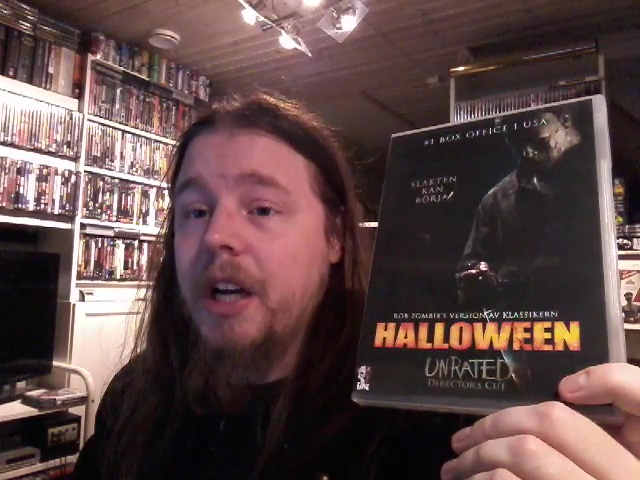 #1 BOX OFFICE I USA
SLAKTEN
KAN
BÖRJA!
ROB ZOMBIE'S VERSION AV KLASSIKERN
HALLOWEEN
UNRATED
DIRECTOR'S CUT